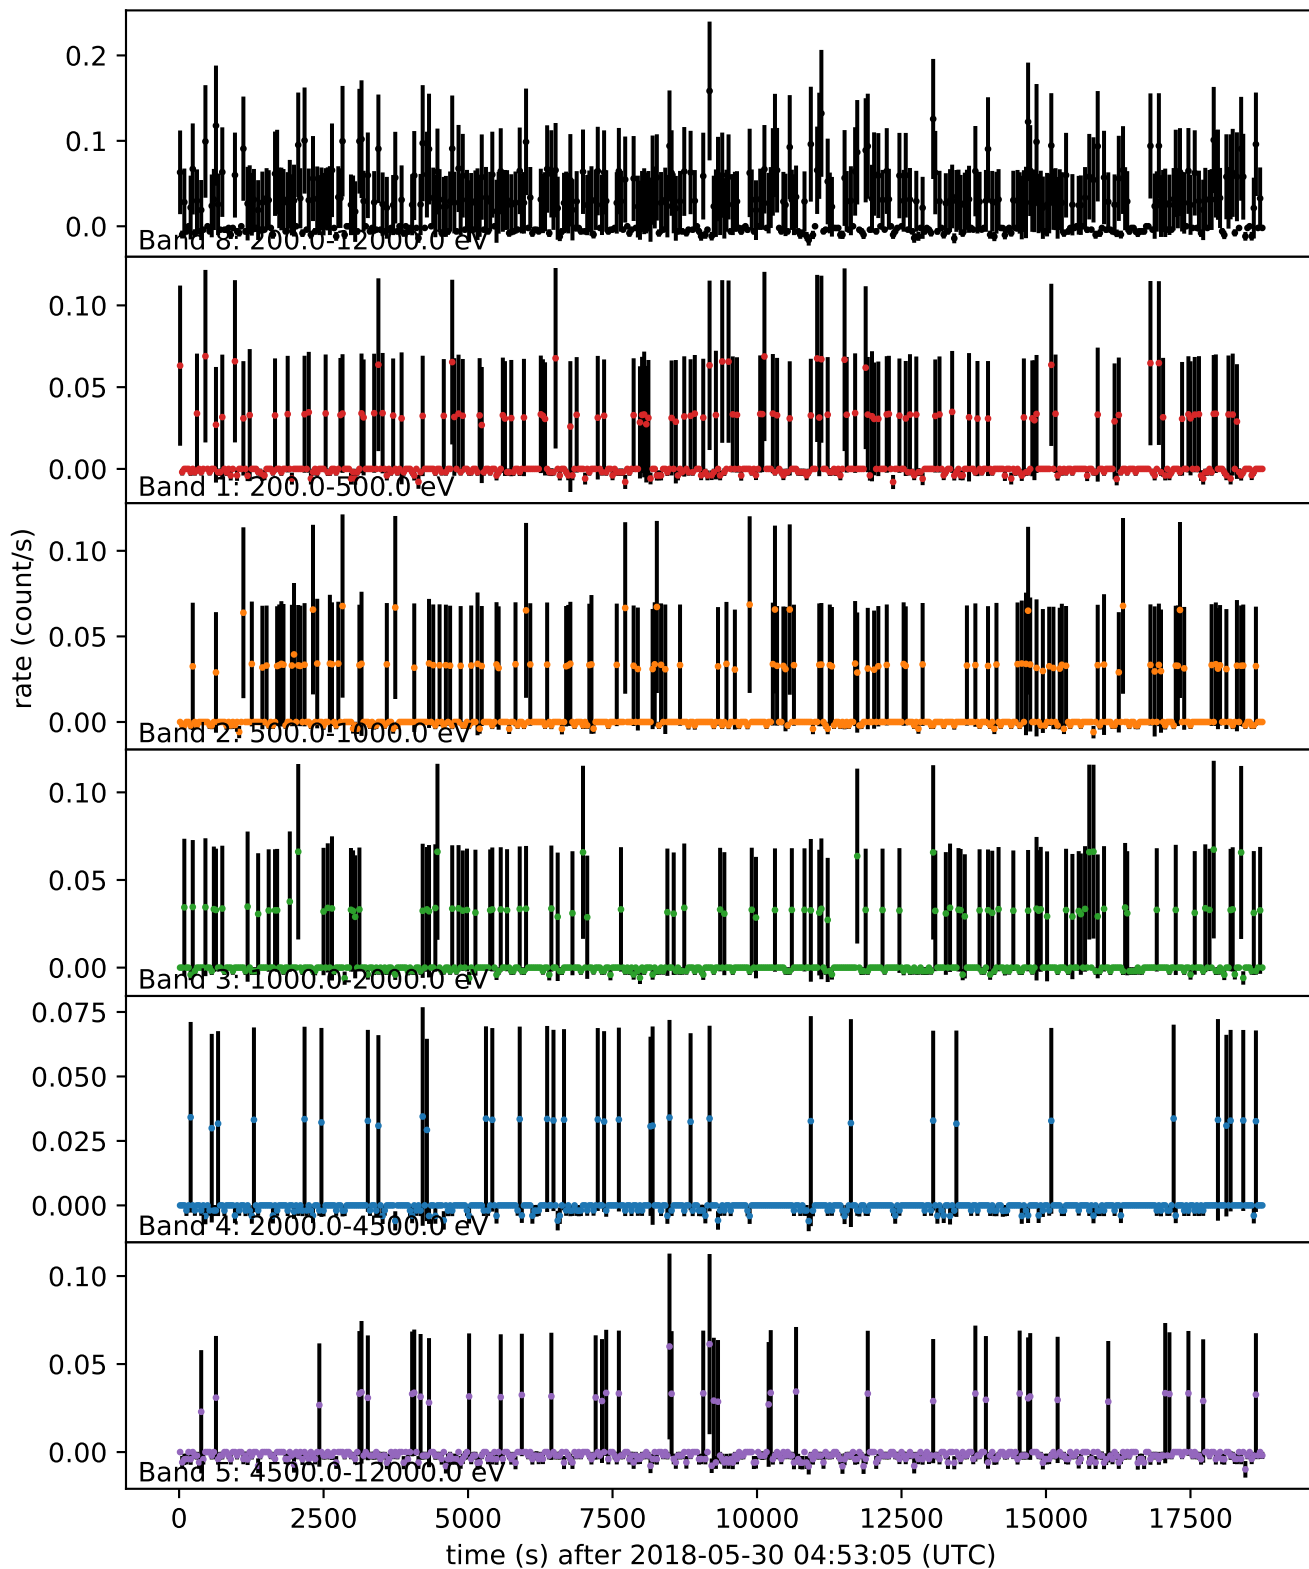 0.2
0.1
0.0
Band 8: 200.0-12000.0 eV
0.10
0.05
0.00
Band 1: 200.0-500.0 eV
rate (count/s)
0.10
0.05
0.00
Band 2: 500.0-1000.0 eV
0.10
0.05
0.00
Band 3: 1000.0-2000.0 eV
0.075
0.050
0.025
0.000
Band 4: 2000.0-4500.0 eV
0.10
0.05
0.00
Band 5: 4500.0-12000.0 eV
0 2500 5000 7500 10000 12500 15000 17500
time (s) after 2018-05-30 04:53:05 (UTC)